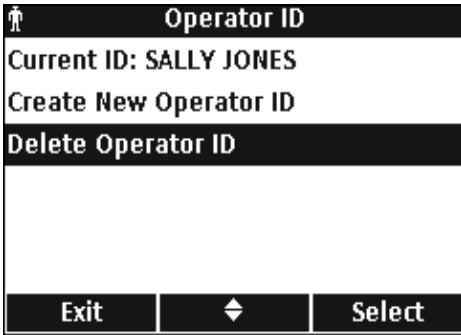 Operator ID
Current ID: SALLY JONES
Create New Operator ID
Delete Operator ID
Exit Select